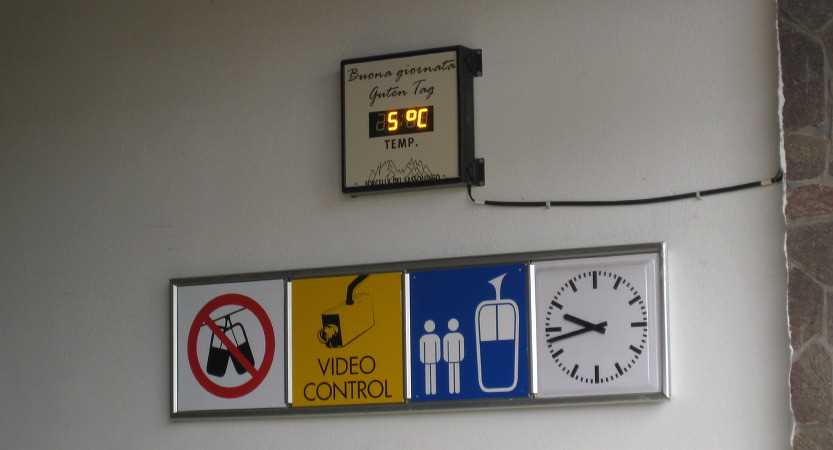 Buona giornata
Guten Tag
5 °C
TEMP.
VIDEO
CONTROL